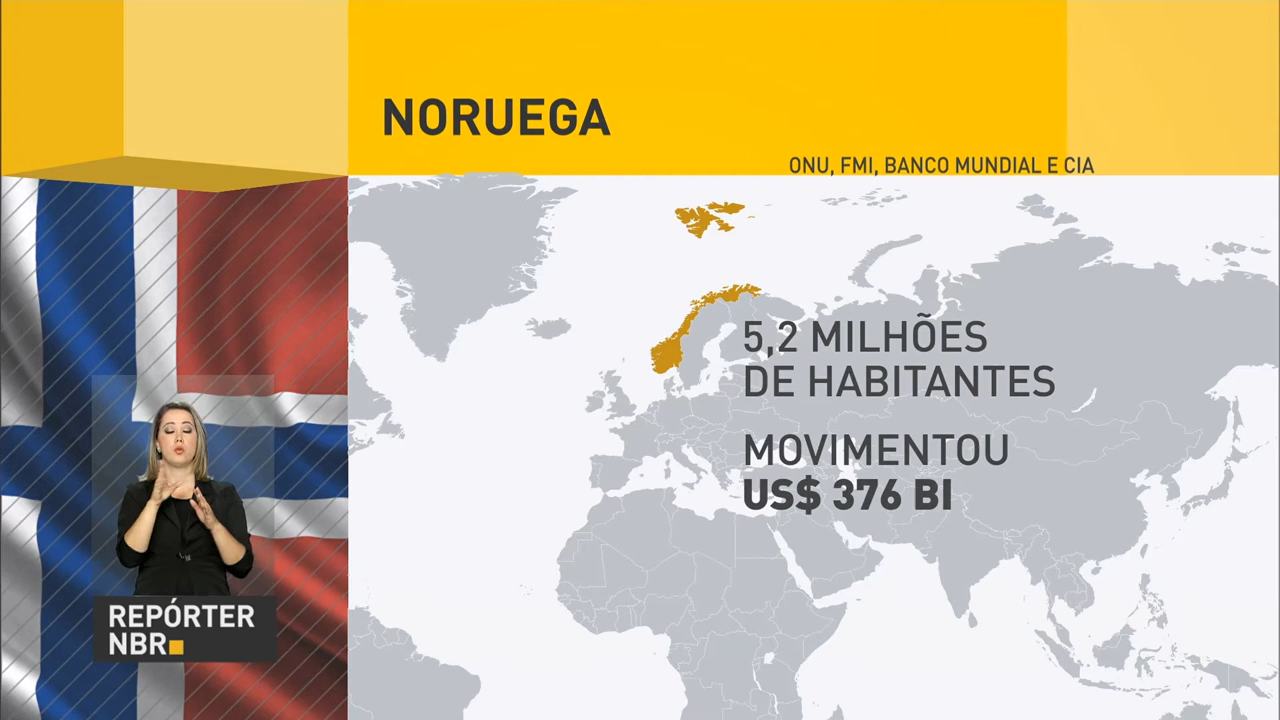 NORUEGA
ONU, FMI, BANCO MUNDIAL E CIA
5,2 MILHÕES
DE HABITANTES
MOVIMENTOU
US$ 376 BI
REPÓRTER
NBR